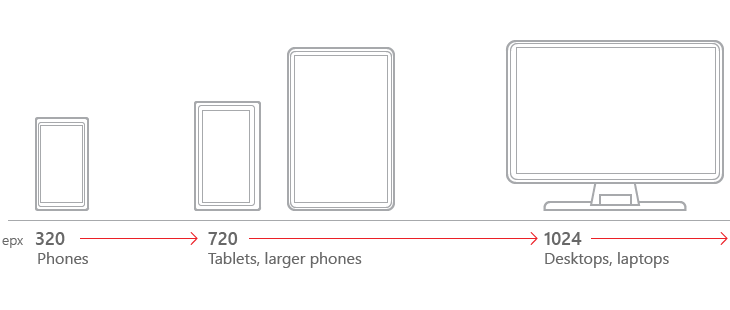 epx 320 720 1024
Phones Tablets, larger phones Desktops, laptops